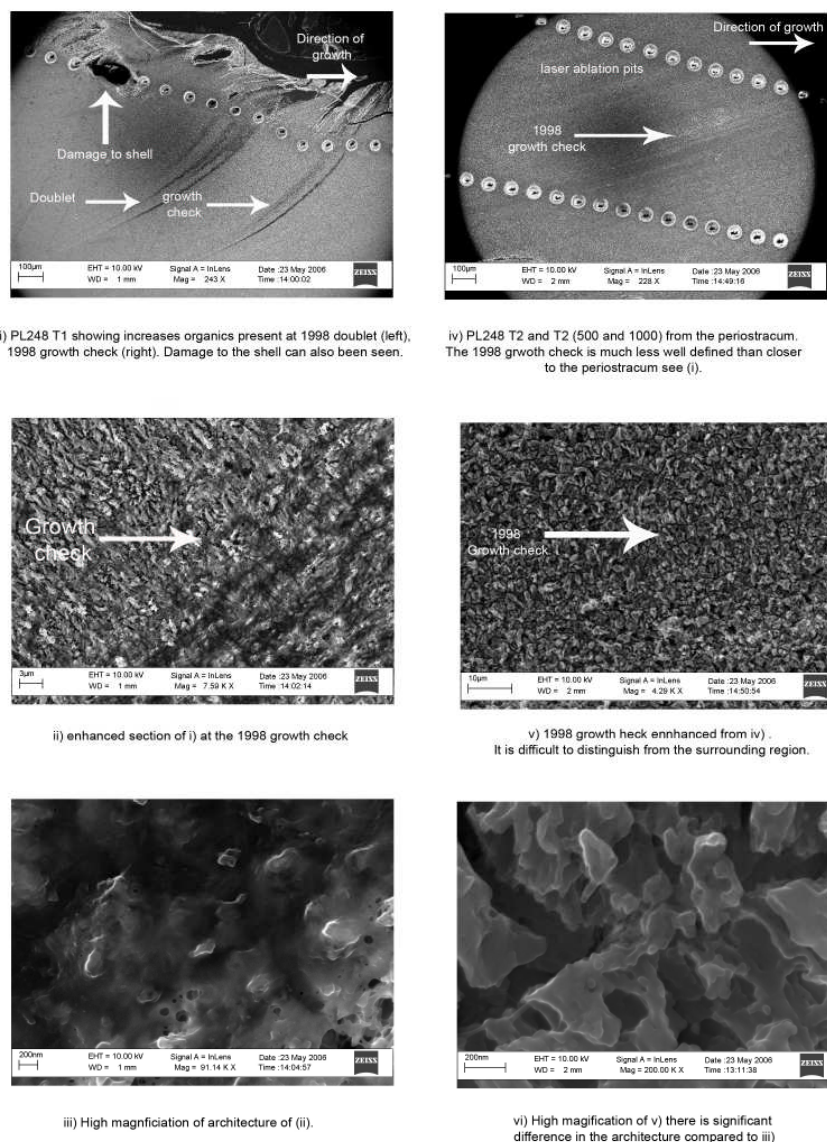 Direction of
growth
Damage to shell
Doublet
growth
check
100µm
EHT = 10.00 kV
WD = 1 mm
Signal A = InLens
Mag = 243 X
Date :23 May 2006
Time :14:00:02
ZEISS
i) PL248 T1 showing increases organics present at 1998 doublet (left),
1998 growth check (right). Damage to the shell can also been seen.
Direction of growth
laser ablation pits
1998
growth check
100µm
EHT = 10.00 kV
WD = 2 mm
Signal A = InLens
Mag = 228 X
Date :23 May 2006
Time :14:49:16
ZEISS
iv) PL248 T2 and T2 (500 and 1000) from the periostracum.
The 1998 grwoth check is much less well defined than closer
to the periostracum see (i).
Growth
check
3µm
EHT = 10.00 kV
WD = 1 mm
Signal A = InLens
Mag = 7.59 K X
Date :23 May 2006
Time :14:02:14
ZEISS
ii) enhanced section of i) at the 1998 growth check
1998
Growth check
10µm
EHT = 10.00 kV
WD = 2 mm
Signal A = InLens
Mag = 4.29 K X
Date :23 May 2006
Time :14:50:54
ZEISS
v) 1998 growth heck ennhanced from iv) .
It is difficult to distinguish from the surrounding region.
200nm
EHT = 10.00 kV
WD = 1 mm
Signal A = InLens
Mag = 91.14 K X
Date :23 May 2006
Time :14:04:57
ZEISS
iii) High magnficiation of architecture of (ii).
200nm
EHT = 10.00 kV
WD = 2 mm
Signal A = InLens
Mag = 200.00 K X
Date :23 May 2006
Time :13:11:38
ZEISS
vi) High magification of v) there is significant
difference in the architecture compared to iii)